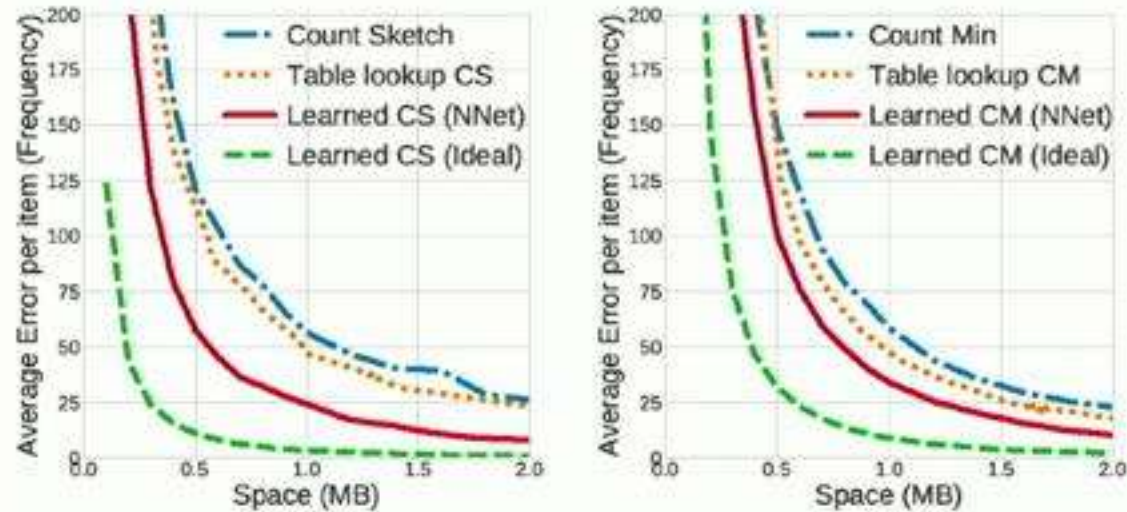 Average Error per item (Frequency)
200
175
150
125
100
75
50
25
0
0.0
0.5
1.0
1.5
2.0
Space (MB)
Count Sketch
Table lookup CS
Learned CS (NNet)
Learned CS (Ideal)
Average Error per item (Frequency)
200
175
150
125
100
75
50
25
0
0.0
0.5
1.0
1.5
2.0
Space (MB)
Count Min
Table lookup CM
Learned CM (NNet)
Learned CM (Ideal)